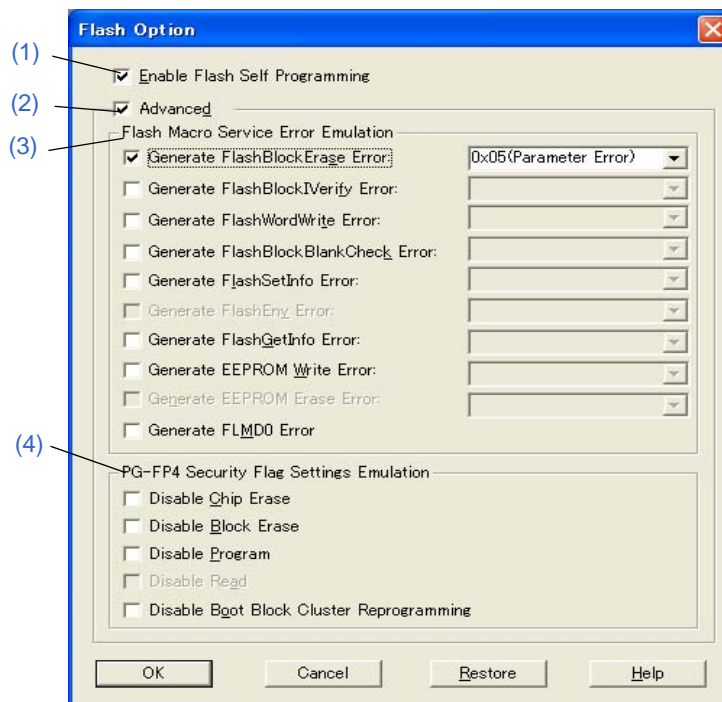 Flash Option
(1)
Enable Flash Self Programming
(2)
Advanced
(3)
Flash Macro Service Error Emulation
Generate FlashBlockErase Error: 0x05(Parameter Error)
Generate FlashBlockIVerify Error:
Generate FlashWordWrite Error:
Generate FlashBlockBlankCheck Error:
Generate FlashSetInfo Error:
Generate FlashEnv Error:
Generate FlashGetInfo Error:
Generate EEPROM Write Error:
Generate EEPROM Erase Error:
Generate FLMD0 Error
(4)
PG-FP4 Security Flag Settings Emulation
Disable Chip Erase
Disable Block Erase
Disable Program
Disable Read
Disable Boot Block Cluster Reprogramming
OK Cancel Restore Help